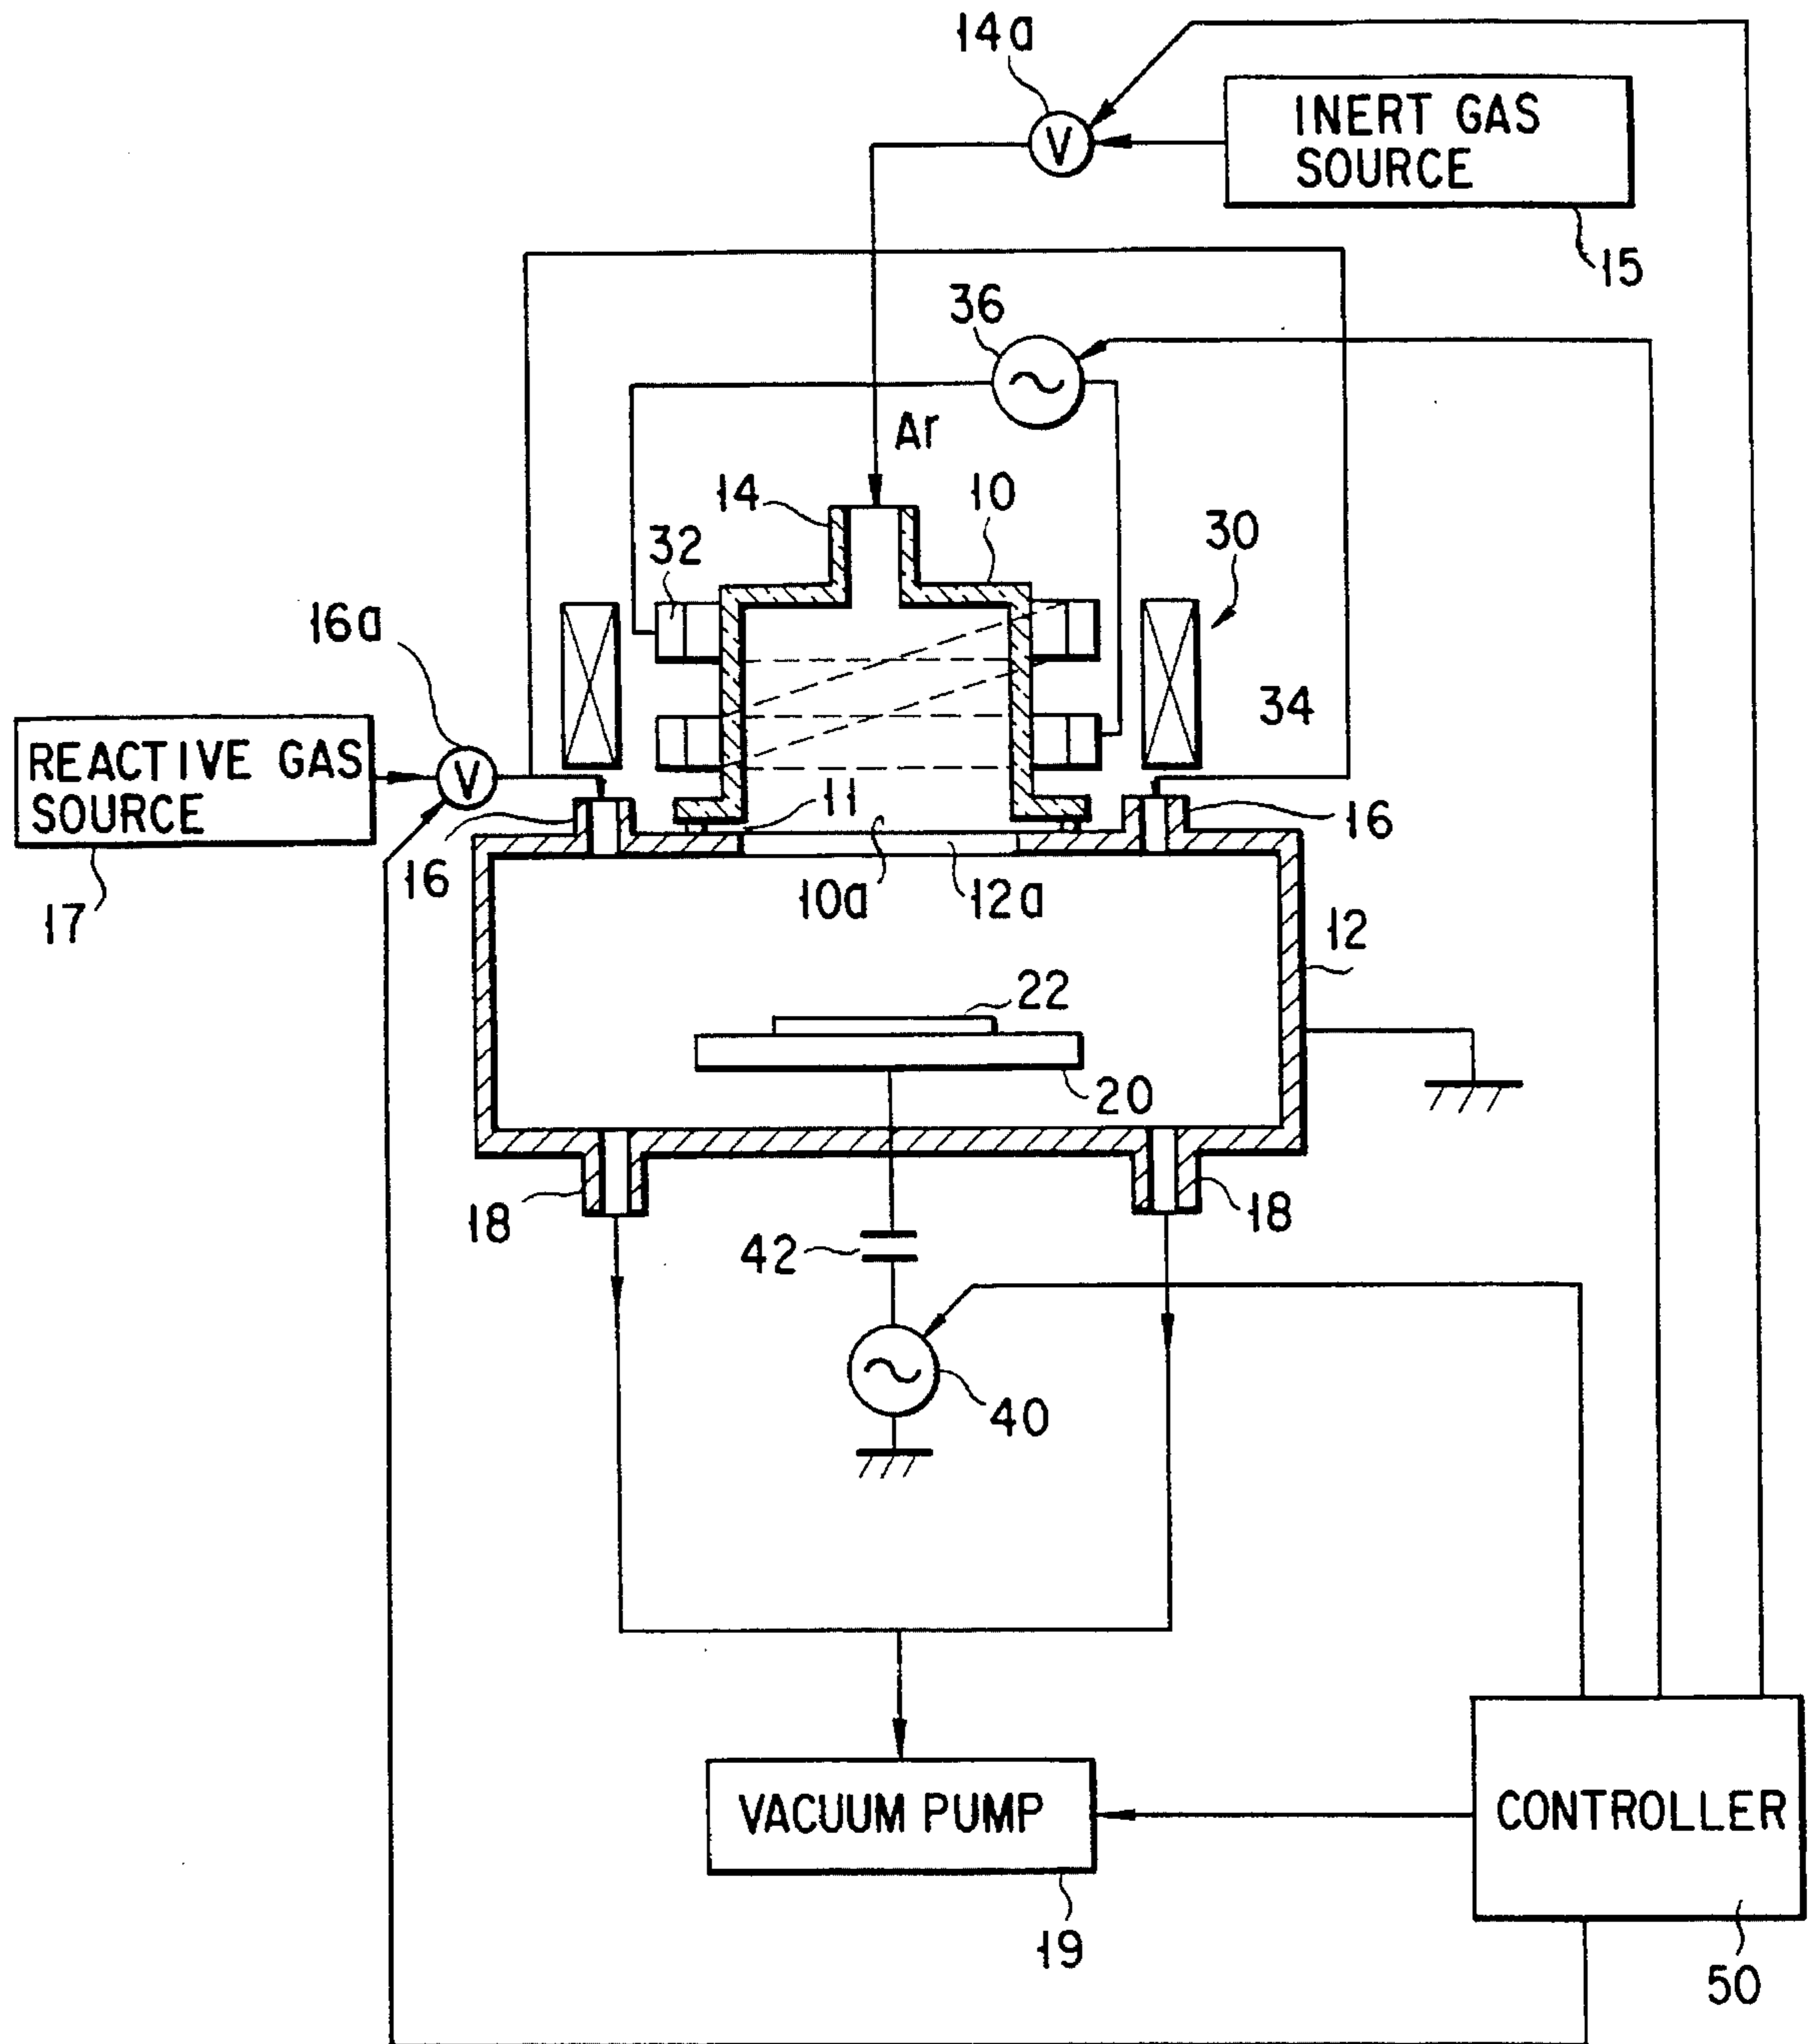 14a
INERT GAS
SOURCE
V
15
36
Ar
14
10
30
32
16a
34
REACTIVE GAS
SOURCE
V
11
16
16
10a
12a
17
12
22
20
18
18
42
40
VACUUM PUMP
CONTROLLER
19
50